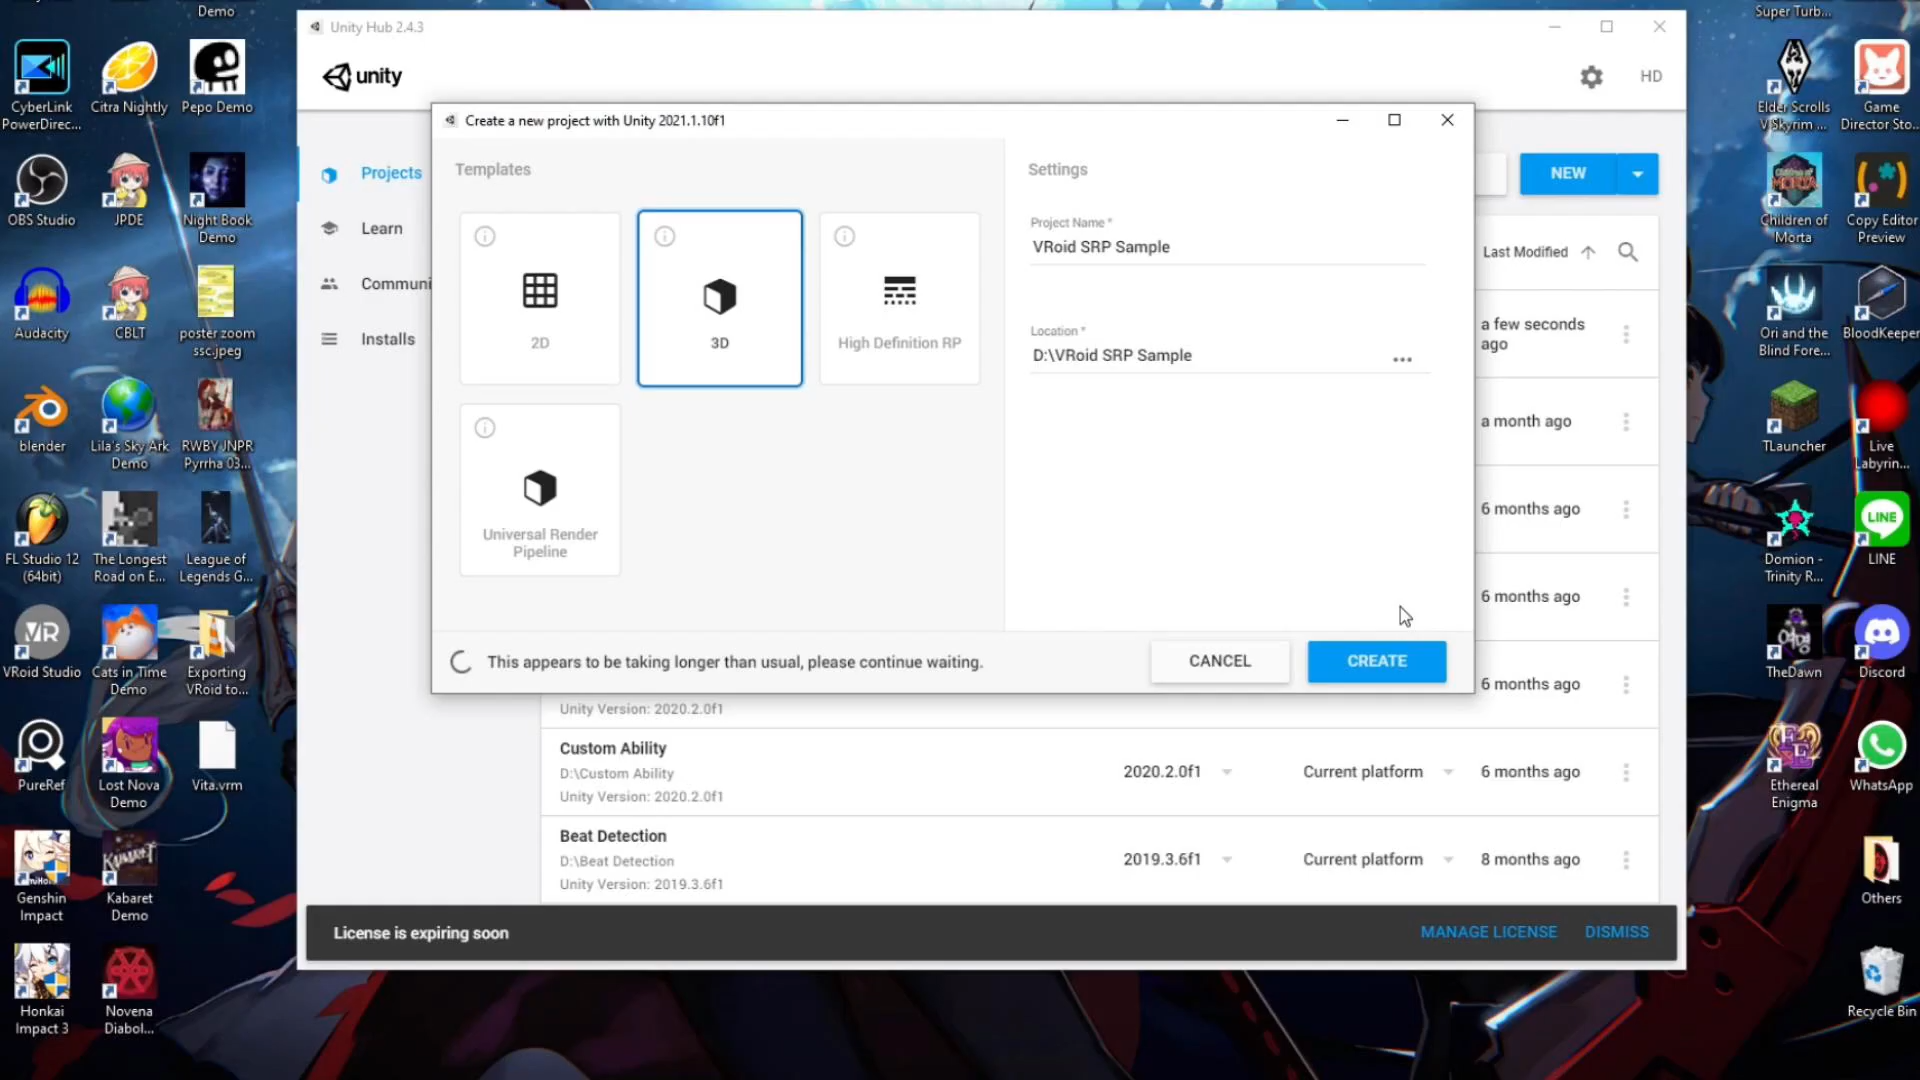 Demo
CyberLink
PowerDirec...
Citra Nightly
Pepo Demo
OBS Studio
JPDE
Night Book
Demo
Audacity
CBLT
poster zoom
ssc.jpeg
blender
Lila's Sky Ark
Demo
RWBY JNPR
Pyrrha 03...
FL Studio 12
(64bit)
The Longest
Road on E...
League of
Legends G...
VRoid Studio
Cats in Time
Demo
Exporting
VRoid to...
PureRef
Lost Nova
Demo
Vita.vrm
Genshin
Impact
Kabaret
Demo
Honkai
Impact 3
Novena
Diabol...
Unity Hub 2.4.3
unity
HD
Projects
Learn
Communi
Installs
NEW
Last Modified
a few seconds
ago
a month ago
6 months ago
6 months ago
6 months ago
Create a new project with Unity 2021.1.10f1
Templates
2D
3D
High Definition RP
Universal Render
Pipeline
Settings
Project Name *
VRoid SRP Sample
Location *
D:\VRoid SRP Sample
This appears to be taking longer than usual, please continue waiting.
CANCEL
CREATE
Unity Version: 2020.2.0f1
Custom Ability
D:\Custom Ability
Unity Version: 2020.2.0f1
2020.2.0f1
Current platform
6 months ago
Beat Detection
D:\Beat Detection
Unity Version: 2019.3.6f1
2019.3.6f1
Current platform
8 months ago
License is expiring soon
MANAGE LICENSE
DISMISS
Super Turb...
Elder Scrolls
V Skyrim ...
Game
Director Sto...
Children of
Morta
Copy Editor
Preview
Ori and the
Blind Fore...
BloodKeeper
TLauncher
Live
Labyrin...
Domion -
Trinity R...
LINE
LINE
TheDawn
Discord
Ethereal
Enigma
WhatsApp
Others
Recycle Bin